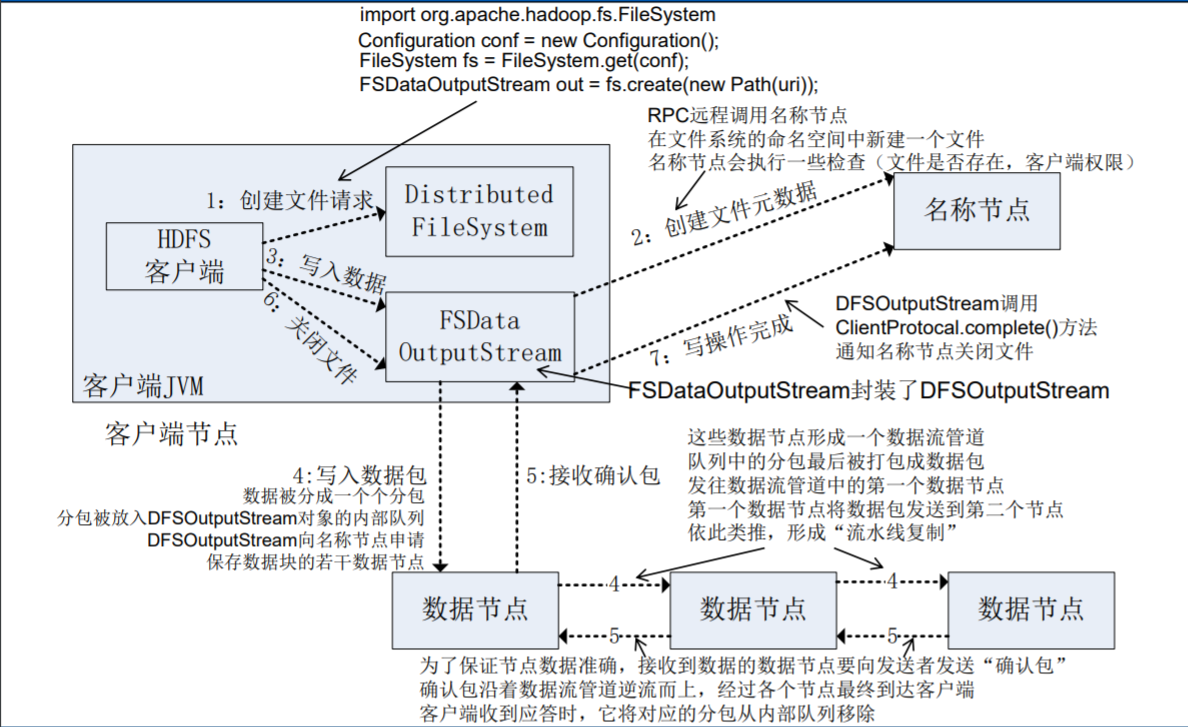 import org.apache.hadoop.fs.FileSystem
Configuration conf = new Configuration();
FileSystem fs = FileSystem.get(conf);
FSDataOutputStream out = fs.create(new Path(uri));
RPC远程调用名称节点
在文件系统的命名空间中新建一个文件
名称节点会执行一些检查（文件是否存在，客户端权限）
1: 创建文件请求
Distributed
FileSystem
2: 创建文件元数据
名称节点
HDFS
客户端
3: 写入数据
6: 关闭文件
FSData
OutputStream
7: 写操作完成
DFSOutputStream调用
ClientProtocal.complete()方法
通知名称节点关闭文件
客户端JVM
FSDataOutputStream封装了DFSOutputStream
客户端节点
4:写入数据包
数据被分成一个个分包
分包被放入DFSOutputStream对象的内部队列
DFSOutputStream向名称节点申请
保存数据块的若干数据节点
5:接收确认包
这些数据节点形成一个数据流管道
队列中的分包最后被打包成数据包
发往数据流管道中的第一个数据节点
第一个数据节点将数据包发送到第二个节点
依此类推，形成“流水线复制”
数据节点
4
数据节点
4
数据节点
5
5
为了保证节点数据准确，接收到数据的数据节点要向发送者发送“确认包”
确认包沿着数据流管道逆流而上，经过各个节点最终到达客户端
客户端收到应答时，它将对应的分包从内部队列移除